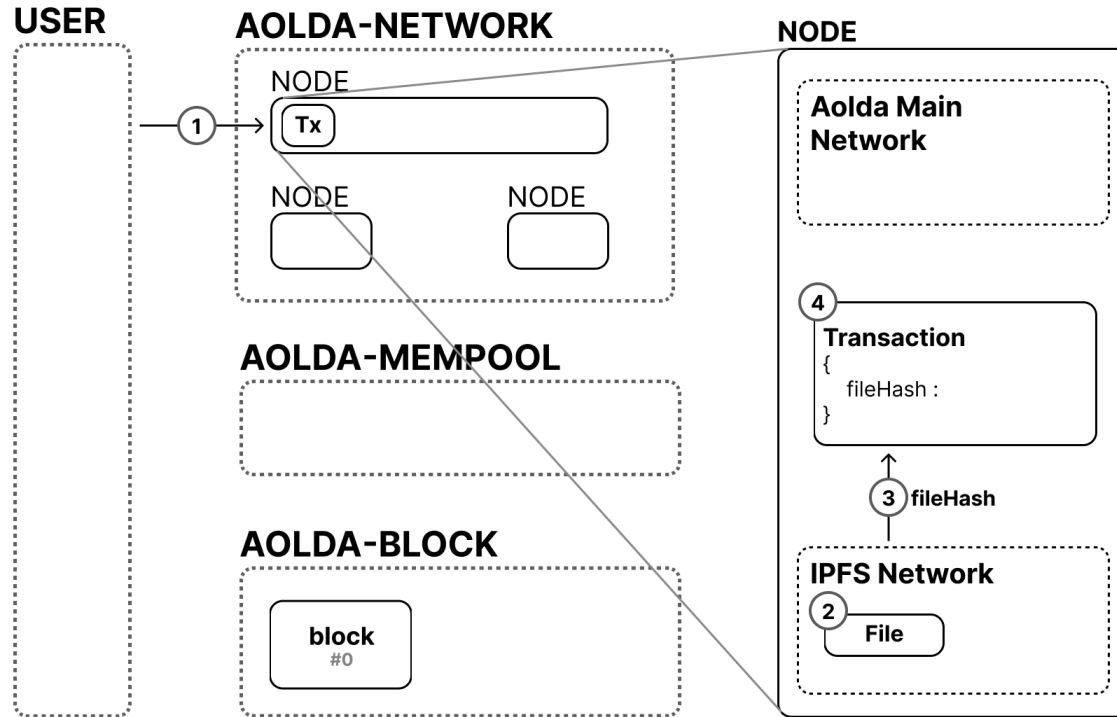 USER
AOLDA-NETWORK
NODE
1
Tx
NODE
NODE
AOLDA-MEMPOOL
AOLDA-BLOCK
block
#0
NODE
Aolda Main
Network
4
Transaction
{
fileHash :
}
3 fileHash
IPFS Network
2
File